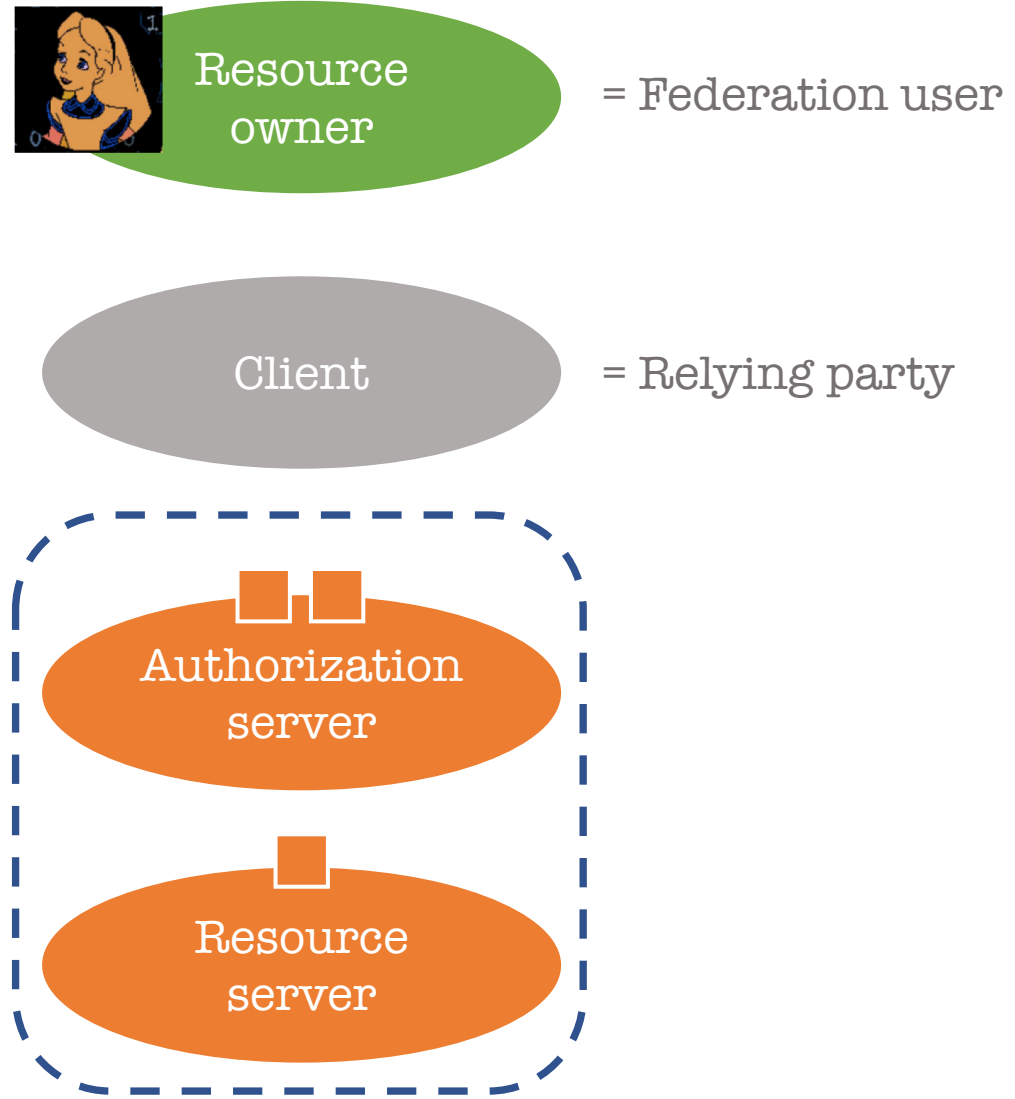 Resource
owner
= Federation user
Client
= Relying party
Authorization
server
Resource
server